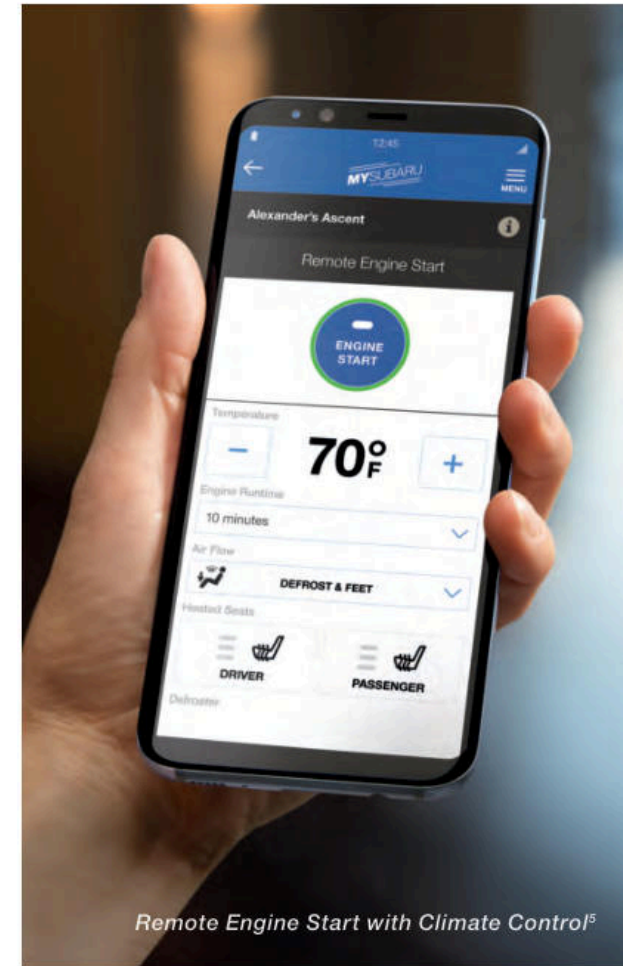 12:45
MYSUBARU
MENU
Alexander's Ascent
Remote Engine Start
ENGINE
START
Temperature
− 70°F +
Engine Runtime
10 minutes
Air Flow
DEFROST & FEET
Heated Seats
DRIVER PASSENGER
Defroster
Remote Engine Start with Climate Control⁵